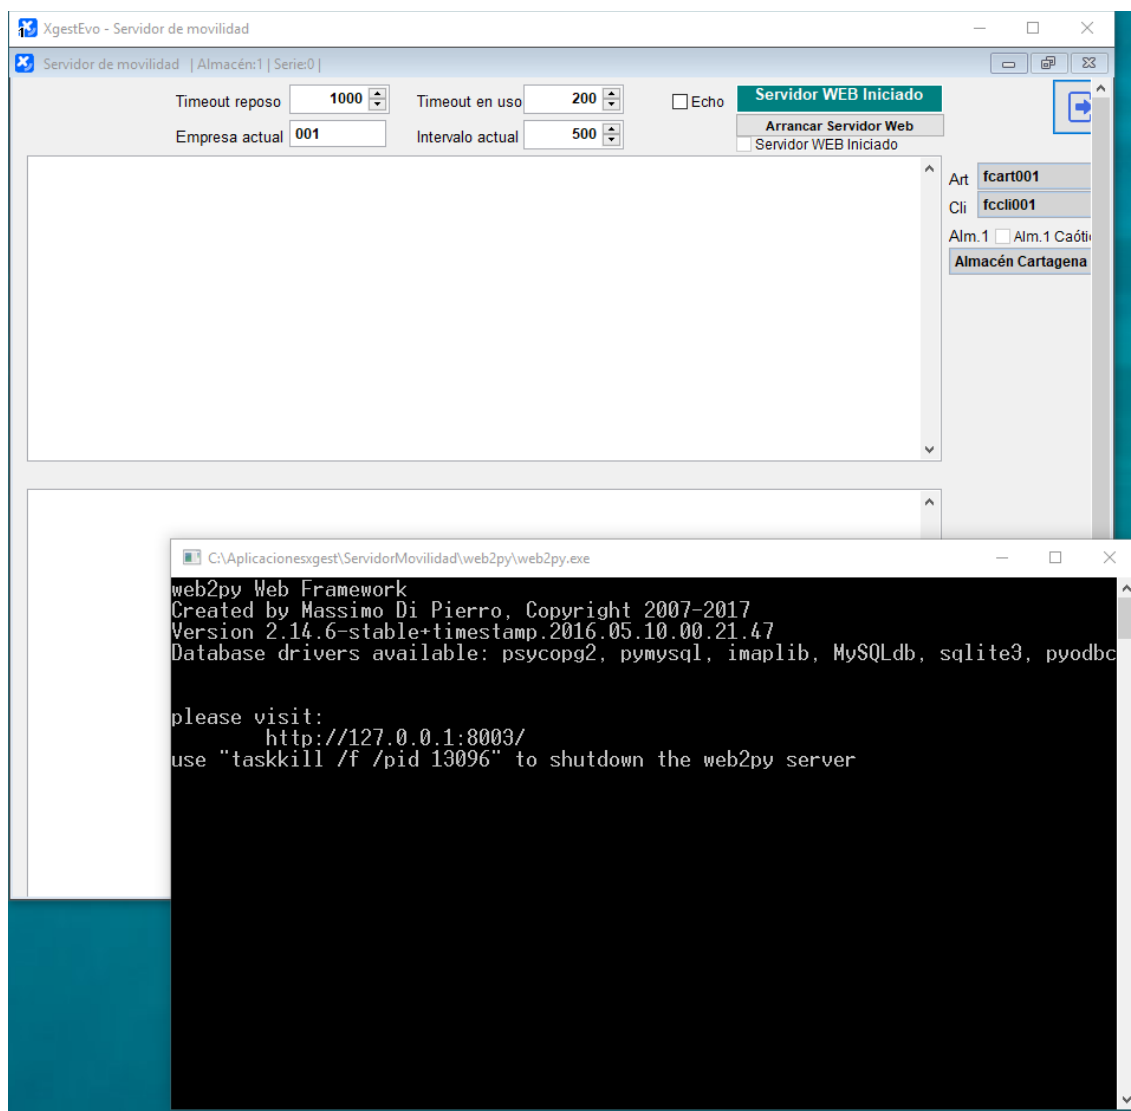 XgestEvo - Servidor de movilidad
Servidor de movilidad | Almacén:1 | Serie:0 |
Timeout reposo 1000 Timeout en uso 200 Echo Servidor WEB Iniciado
Empresa actual 001 Intervalo actual 500 Arrancar Servidor Web
Servidor WEB Iniciado
Art fcart001
Cli fccli001
Alm.1 Alm.1 Caóti
Almacén Cartagena
C:\Aplicacionesxgest\ServidorMovilidad\web2py\web2py.exe
web2py Web Framework
Created by Massimo Di Pierro, Copyright 2007-2017
Version 2.14.6-stable+timestamp.2016.05.10.00.21.47
Database drivers available: psycopg2, pymysql, imaplib, MySQLdb, sqlite3, pyodbc
please visit:
http://127.0.0.1:8003/
use "taskkill /f /pid 13096" to shutdown the web2py server